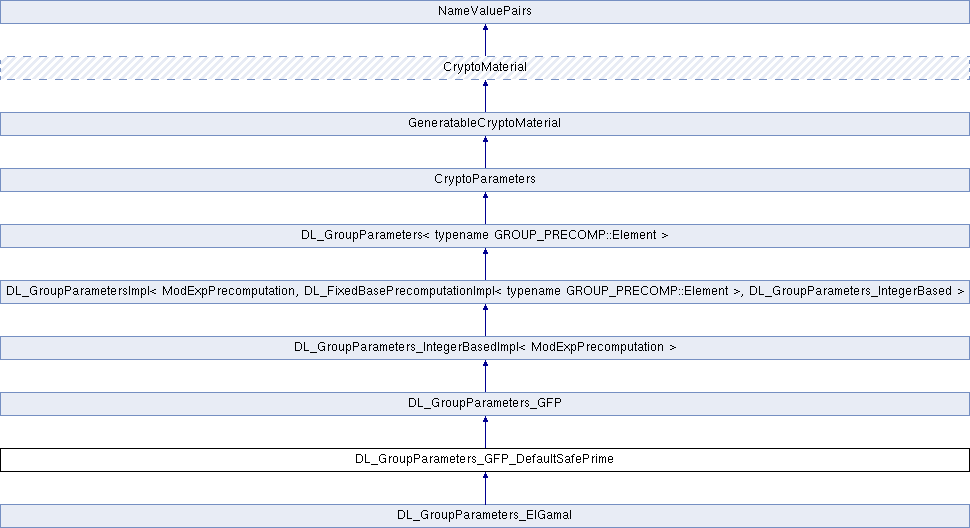 NameValuePairs
CryptoMaterial
GeneratableCryptoMaterial
CryptoParameters
DL_GroupParameters< typename GROUP_PRECOMP::Element >
DL_GroupParametersImpl< ModExpPrecomputation, DL_FixedBasePrecomputationImpl< typename GROUP_PRECOMP::Element >, DL_GroupParameters_IntegerBased >
DL_GroupParameters_IntegerBasedImpl< ModExpPrecomputation >
DL_GroupParameters_GFP
DL_GroupParameters_GFP_DefaultSafePrime
DL_GroupParameters_ElGamal